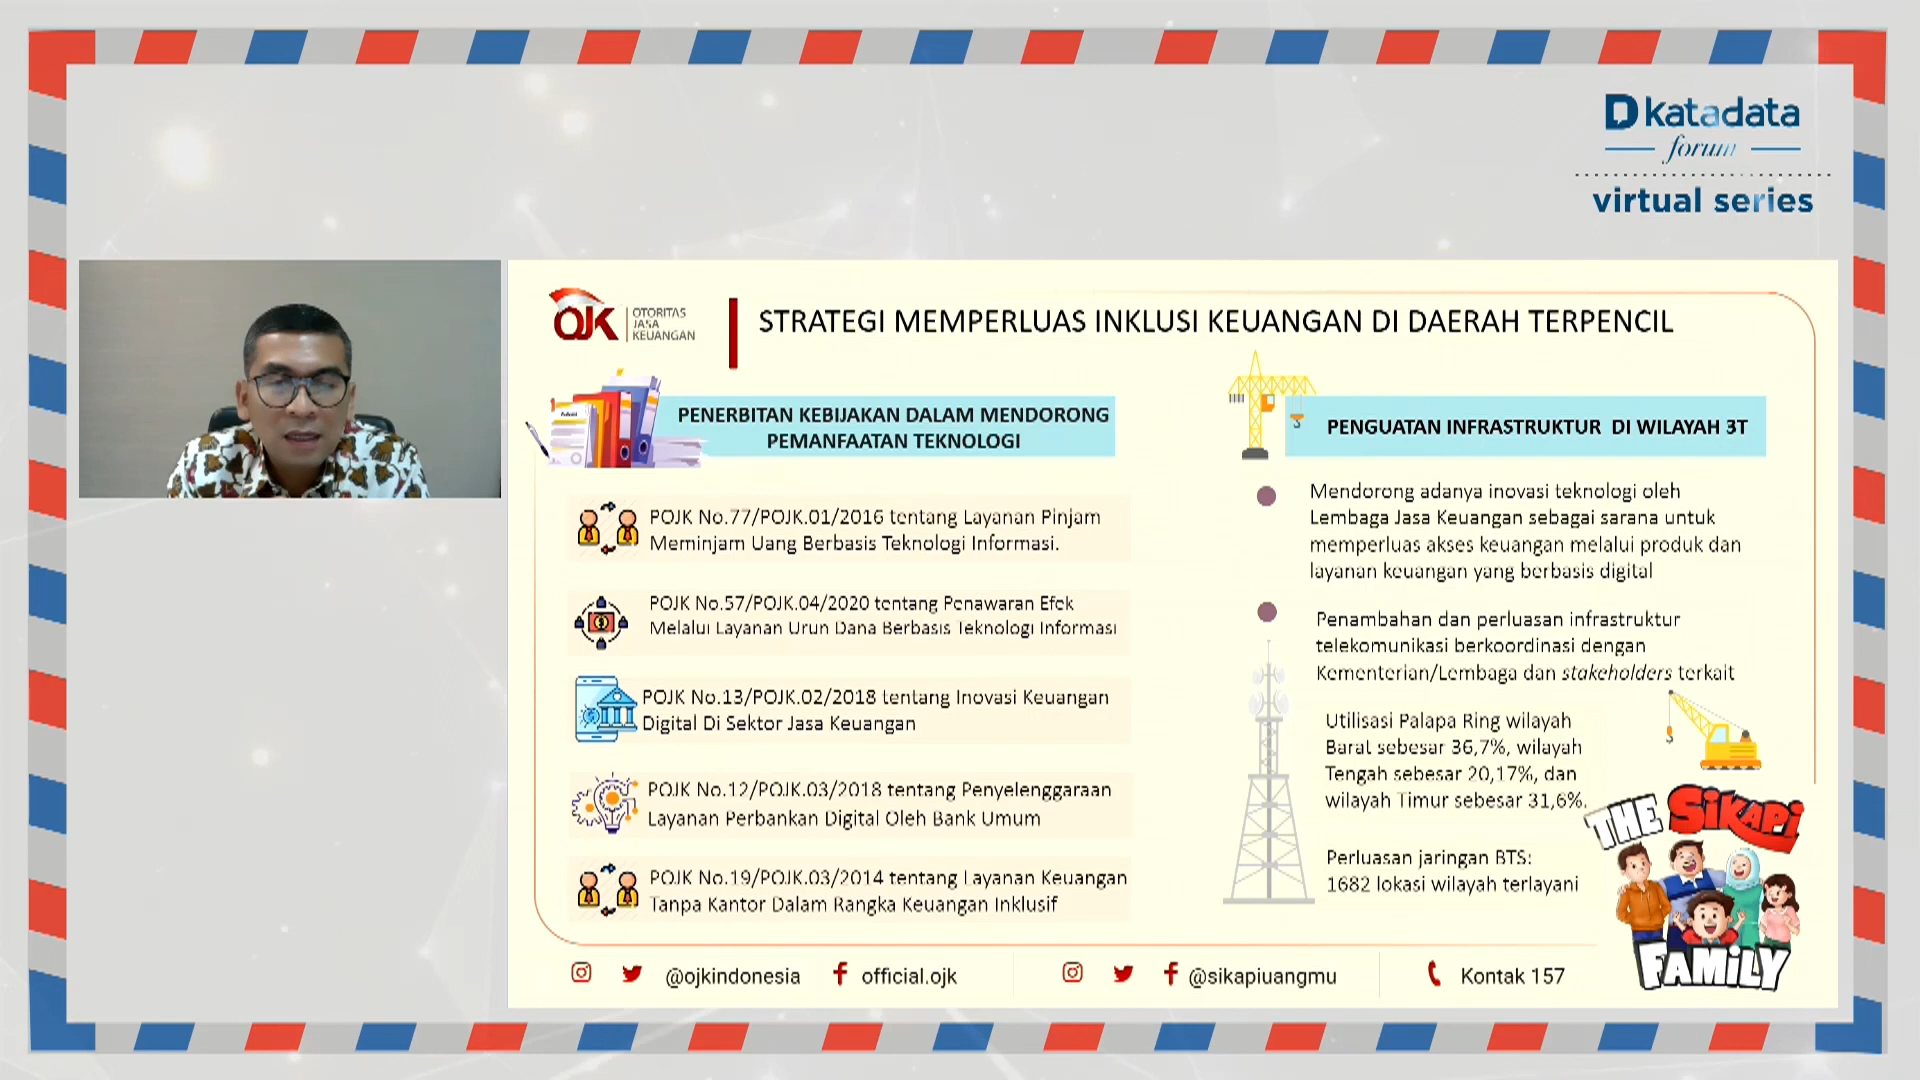 katadata
forum
virtual series
OJK
OTORITAS
JASA
KEUANGAN
STRATEGI MEMPERLUAS INKLUSI KEUANGAN DI DAERAH TERPENCIL
PENERBITAN KEBIJAKAN DALAM MENDORONG
PEMANFAATAN TEKNOLOGI
POJK No.77/POJK.01/2016 tentang Layanan Pinjam
Meminjam Uang Berbasis Teknologi Informasi.
POJK No.57/POJK.04/2020 tentang Penawaran Efek
Melalui Layanan Urun Dana Berbasis Teknologi Informasi
POJK No.13/POJK.02/2018 tentang Inovasi Keuangan
Digital Di Sektor Jasa Keuangan
POJK No.12/POJK.03/2018 tentang Penyelenggaraan
Layanan Perbankan Digital Oleh Bank Umum
POJK No.19/POJK.03/2014 tentang Layanan Keuangan
Tanpa Kantor Dalam Rangka Keuangan Inklusif
PENGUATAN INFRASTRUKTUR DI WILAYAH 3T
Mendorong adanya inovasi teknologi oleh
Lembaga Jasa Keuangan sebagai sarana untuk
memperluas akses keuangan melalui produk dan
layanan keuangan yang berbasis digital
Penambahan dan perluasan infrastruktur
telekomunikasi berkoordinasi dengan
Kementerian/Lembaga dan stakeholders terkait
Utilisasi Palapa Ring wilayah
Barat sebesar 36,7%, wilayah
Tengah sebesar 20,17%, dan
wilayah Timur sebesar 31,6%.
Perluasan jaringan BTS:
1682 lokasi wilayah terlayani
THE SiKAPi
FAMiLY
@ojkindonesia
official.ojk
@sikapiuangmu
Kontak 157